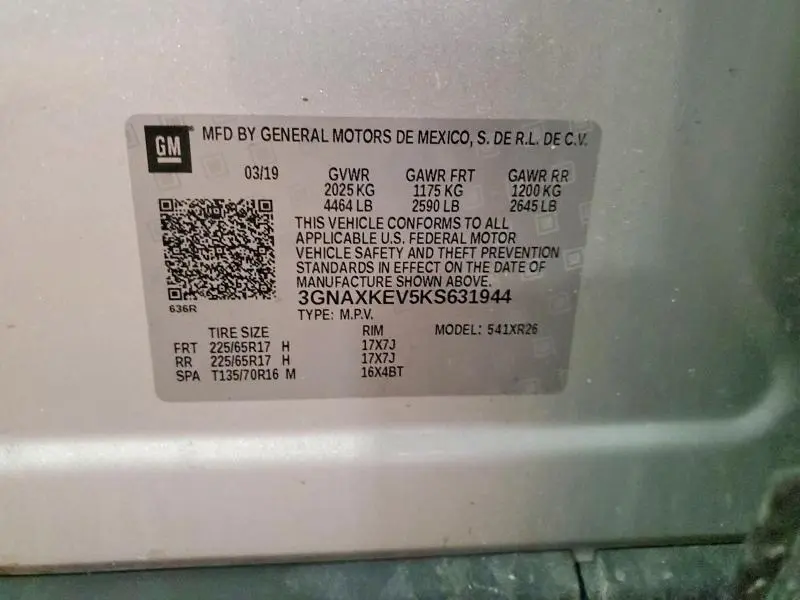 GM MFD BY GENERAL MOTORS DE MEXICO, S. DE R.L. DE C.V.
03/19 GVWR GAWR FRT GAWR RR
2025 KG 1175 KG 1200 KG
4464 LB 2590 LB 2645 LB
THIS VEHICLE CONFORMS TO ALL
APPLICABLE U.S. FEDERAL MOTOR
VEHICLE SAFETY AND THEFT PREVENTION
STANDARDS IN EFFECT ON THE DATE OF
MANUFACTURE SHOWN ABOVE.
636R
3GNAXKEV5KS631944
TYPE: M.P.V.
TIRE SIZE RIM MODEL: 541XR26
FRT 225/65R17 H 17X7J
RR 225/65R17 H 17X7J
SPA T135/70R16 M 16X4BT